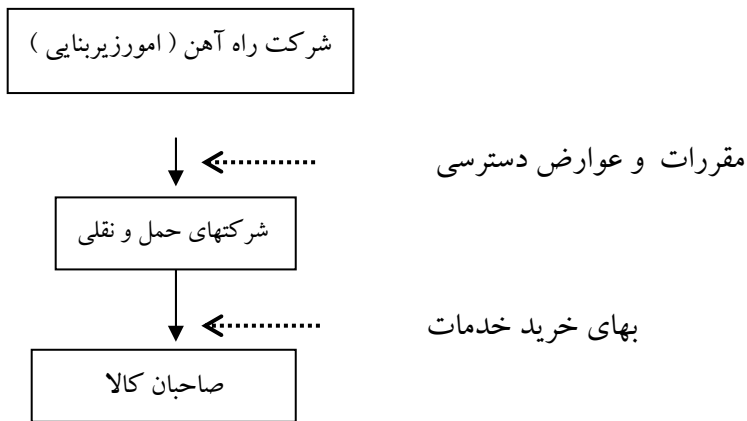 شرکت راه آهن ( امورزیربنایی )
مقررات و عوارض دسترسی
شرکتهای حمل و نقلی
بهای خرید خدمات
صاحبان کالا